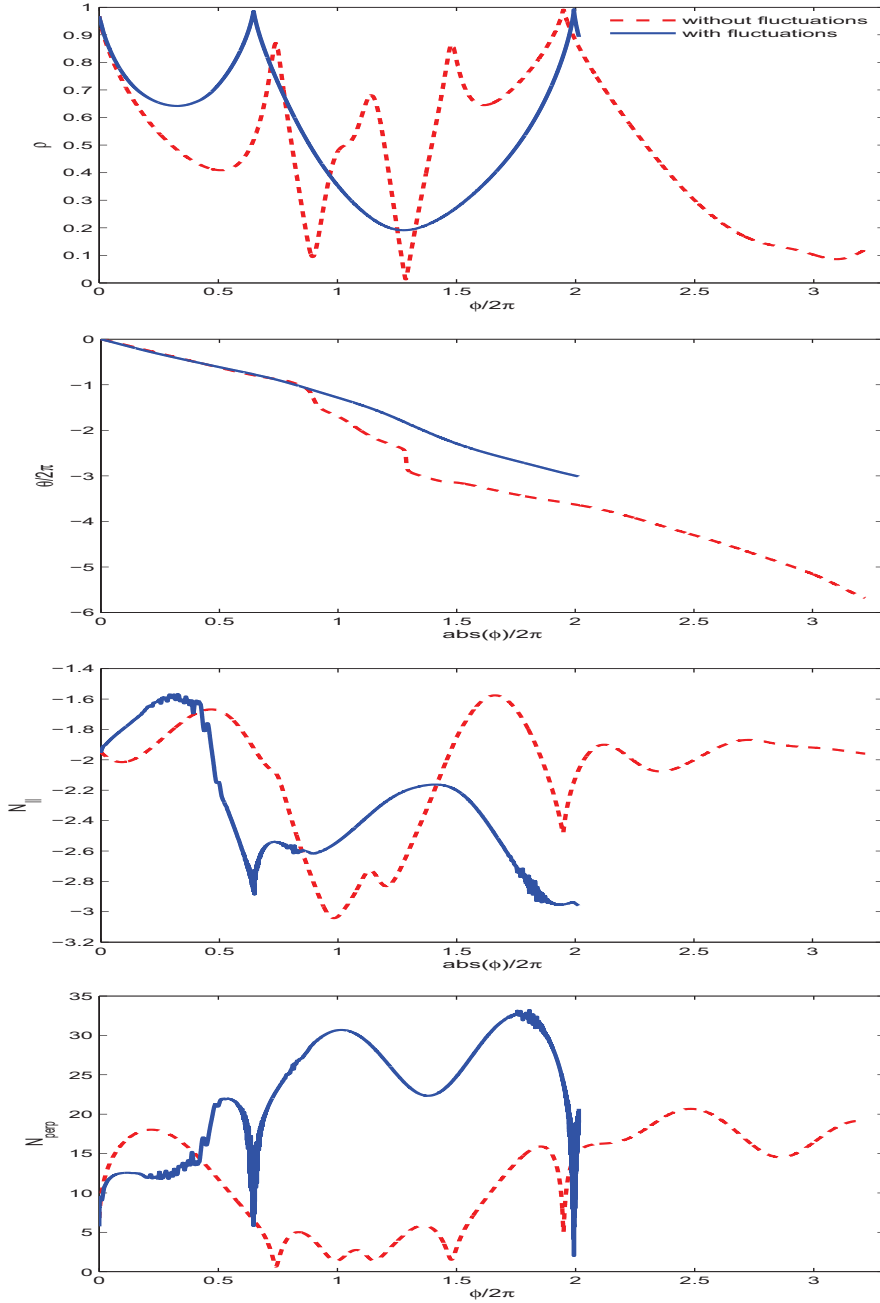 1
0.9
0.8
0.7
0.6
0.5
0.4
0.3
0.2
0.1
0
ρ
without fluctuations
with fluctuations
0 0.5 1 1.5 2 2.5 3
ϕ/2π
0
−1
−2
−3
−4
−5
−6
θ/2π
0 0.5 1 1.5 2 2.5 3
abs(ϕ)/2π
−1.4
−1.6
−1.8
−2
−2.2
−2.4
−2.6
−2.8
−3
−3.2
N||
0 0.5 1 1.5 2 2.5 3
abs(ϕ)/2π
35
30
25
20
15
10
5
0
Nperp
0 0.5 1 1.5 2 2.5 3
ϕ/2π